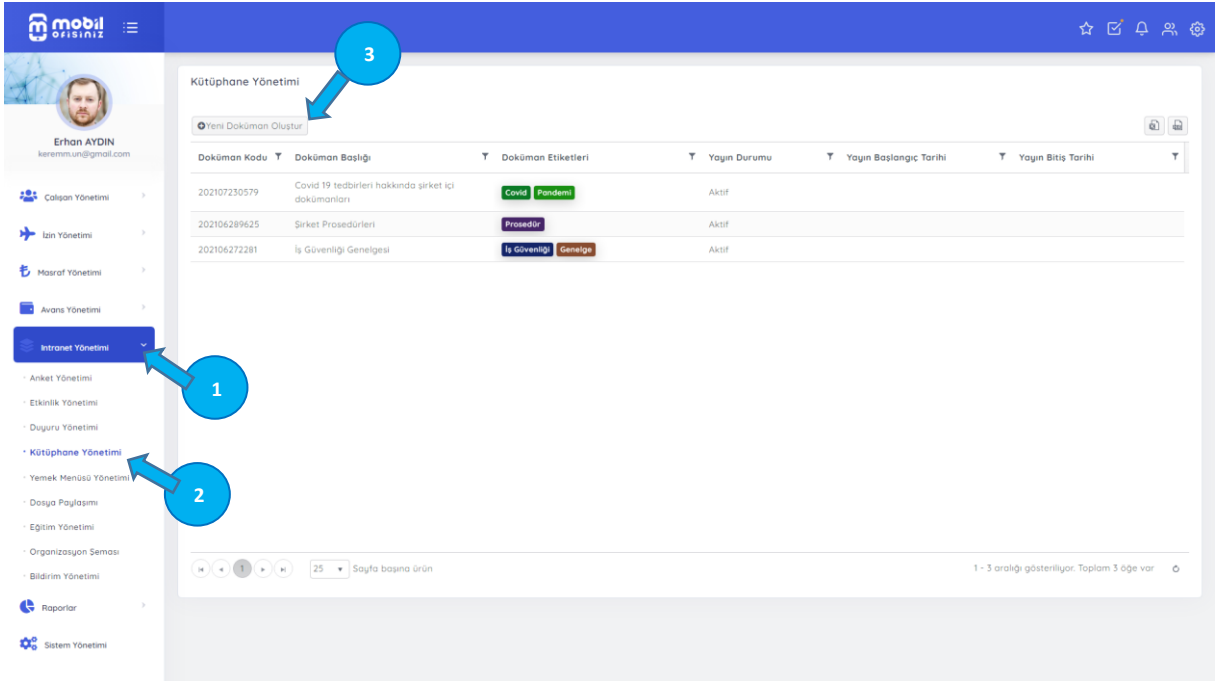 mobil
ofisiniz
3
Kütüphane Yönetimi
Yeni Doküman Oluştur
Erhan AYDIN
keremm.un@gmail.com
Doküman Kodu Doküman Başlığı Doküman Etiketleri Yayın Durumu Yayın Başlangıç Tarihi Yayın Bitiş Tarihi
202107230579 Covid 19 tedbirleri hakkında şirket içi dokümanları Covid Pandemi Aktif
202106289625 Şirket Prosedürleri Prosedür Aktif
202106272281 İş Güvenliği Genelgesi İş Güvenliği Genelge Aktif
Çalışan Yönetimi
İzin Yönetimi
Masraf Yönetimi
Avans Yönetimi
Intranet Yönetimi
1
Anket Yönetimi
Etkinlik Yönetimi
Duyuru Yönetimi
Kütüphane Yönetimi
Yemek Menüsü Yönetimi
2
Dosya Paylaşımı
Eğitim Yönetimi
Organizasyon Şeması
Bildirim Yönetimi
Raporlar
Sistem Yönetimi
1 25 Sayfa başına ürün 1 - 3 aralığı gösteriliyor. Toplam 3 öğe var